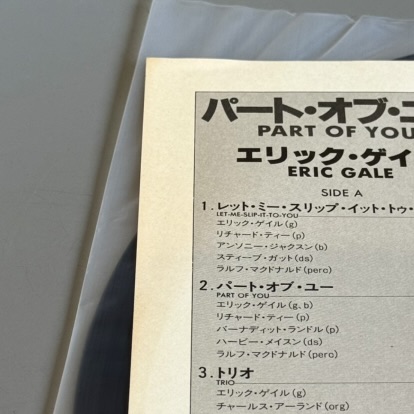 パート・オブ・
PART OF YOU
エリック・ゲイ
ERIC GALE
SIDE A
1. レット・ミー・スリップ・イット・トゥ・
LET-ME-SLIP-IT-TO-YOU
エリック・ゲイル(g)
リチャード・ティー(p)
アンソニー・ジャクスン(b)
スティーブ・ガット(ds)
ラルフ・マクドナルド(perc)
2. パート・オブ・ユー
PART OF YOU
エリック・ゲイル(g, b)
リチャード・ティー(p)
バーナディット・ランドル(p)
ハービー・メイスン(ds)
ラルフ・マクドナルド(perc)
3. トリオ
TRIO
エリック・ゲイル(g)
チャールス・アーランド(org)